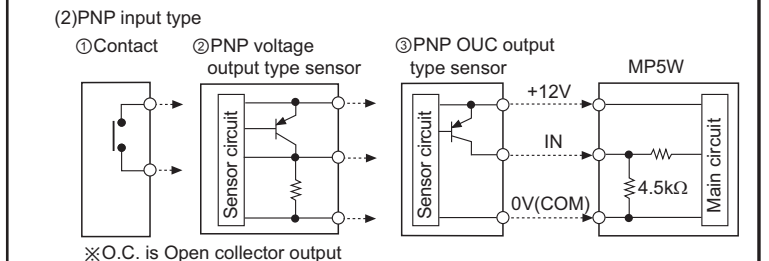 (2)PNP input type
①Contact
②PNP voltage
output type sensor
③PNP OUC output
type sensor
MP5W
Sensor circuit
Sensor circuit
+12V
IN
0V(COM)
4.5kΩ
Main circuit
※O.C. is Open collector output